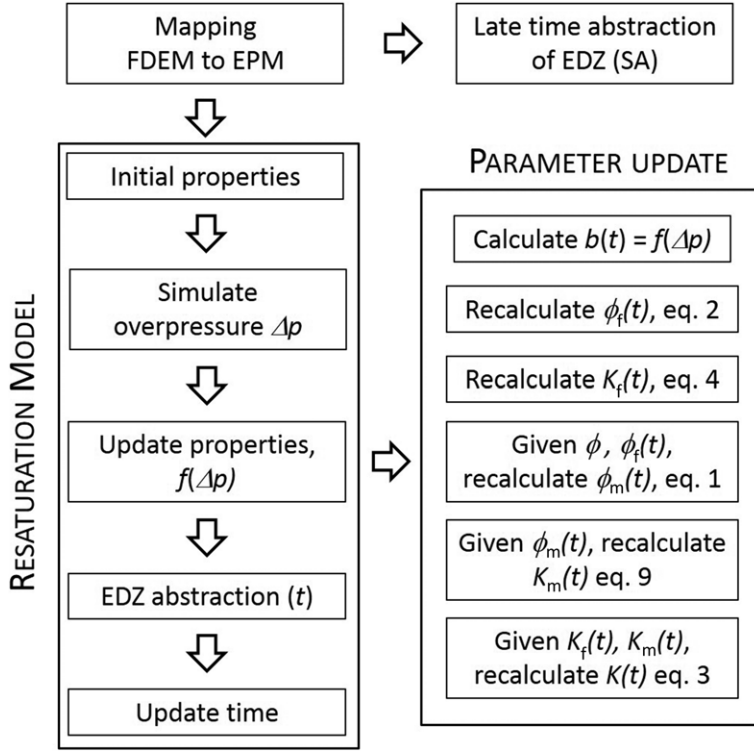 Mapping
FDEM to EPM
Late time abstraction
of EDZ (SA)
RESATURATION MODEL
Initial properties
Simulate
overpressure Δp
Update properties,
f(Δp)
EDZ abstraction (t)
Update time
PARAMETER UPDATE
Calculate b(t) = f(Δp)
Recalculate ϕf(t), eq. 2
Recalculate Kf(t), eq. 4
Given ϕ, ϕf(t),
recalculate ϕm(t), eq. 1
Given ϕm(t), recalculate
Km(t) eq. 9
Given Kf(t), Km(t),
recalculate K(t) eq. 3